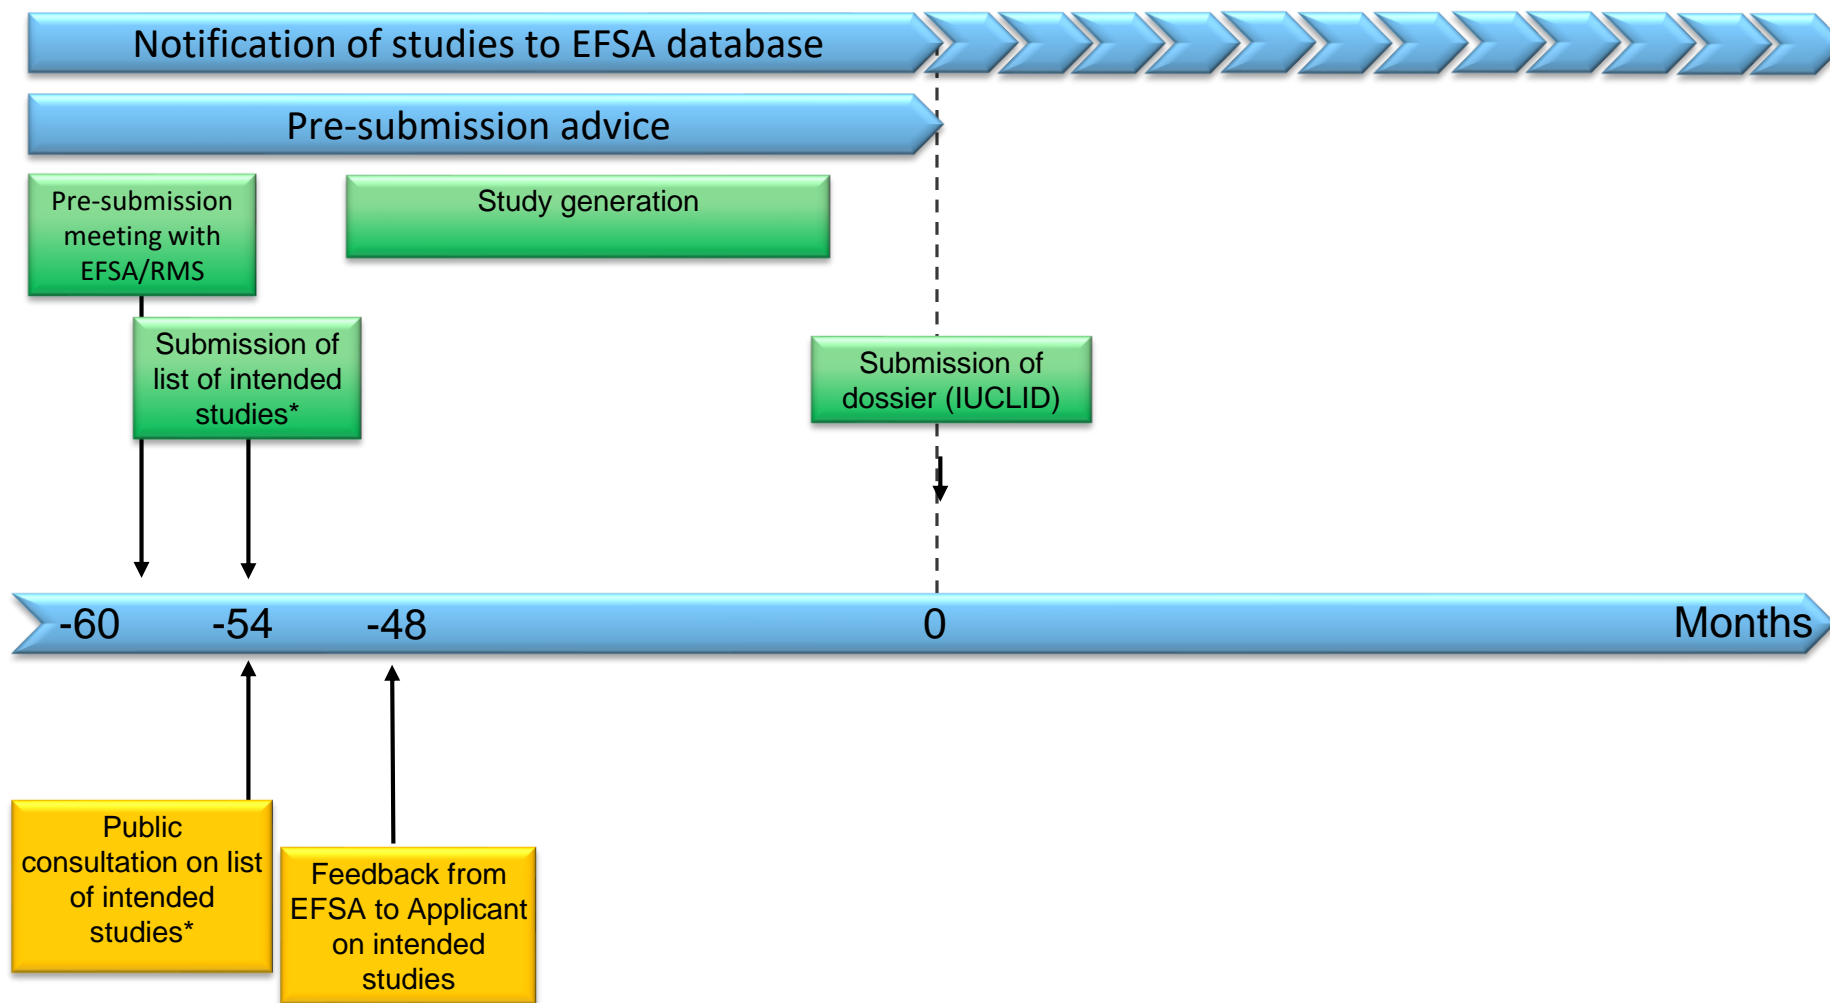 Notification of studies to EFSA database
Pre-submission advice
Pre-submission
meeting with
EFSA/RMS
Study generation
Submission of
list of intended
studies*
Submission of
dossier (IUCLID)
-60
-54
-48
0
Months
Public
consultation on list
of intended
studies*
Feedback from
EFSA to Applicant
on intended
studies